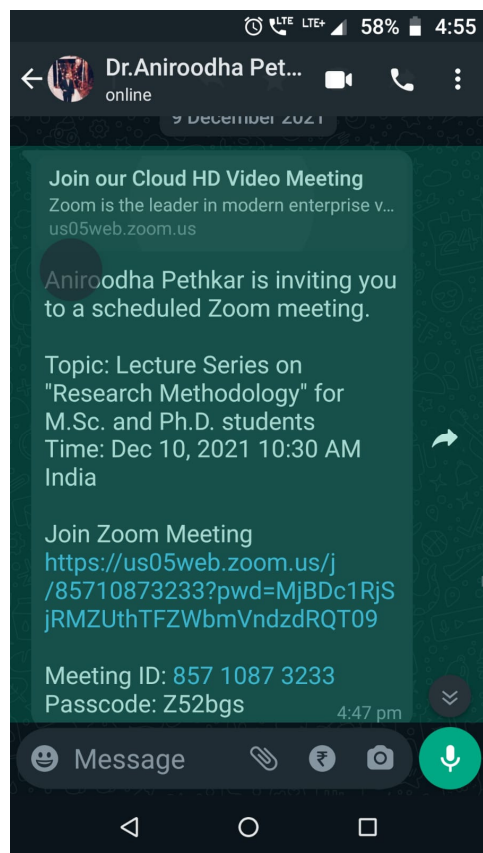 LTE LTE+ 58% 4:55
Dr.Aniroodha Pet...
online
9 December 2021
Join our Cloud HD Video Meeting
Zoom is the leader in modern enterprise v...
us05web.zoom.us
Aniroodha Pethkar is inviting you
to a scheduled Zoom meeting.
Topic: Lecture Series on
"Research Methodology" for
M.Sc. and Ph.D. students
Time: Dec 10, 2021 10:30 AM
India
Join Zoom Meeting
https://us05web.zoom.us/j
/85710873233?pwd=MjBDc1RjS
jRMZUthTFZWbmVndzdRQT09
Meeting ID: 857 1087 3233
Passcode: Z52bgs
4:47 pm
Message ₹